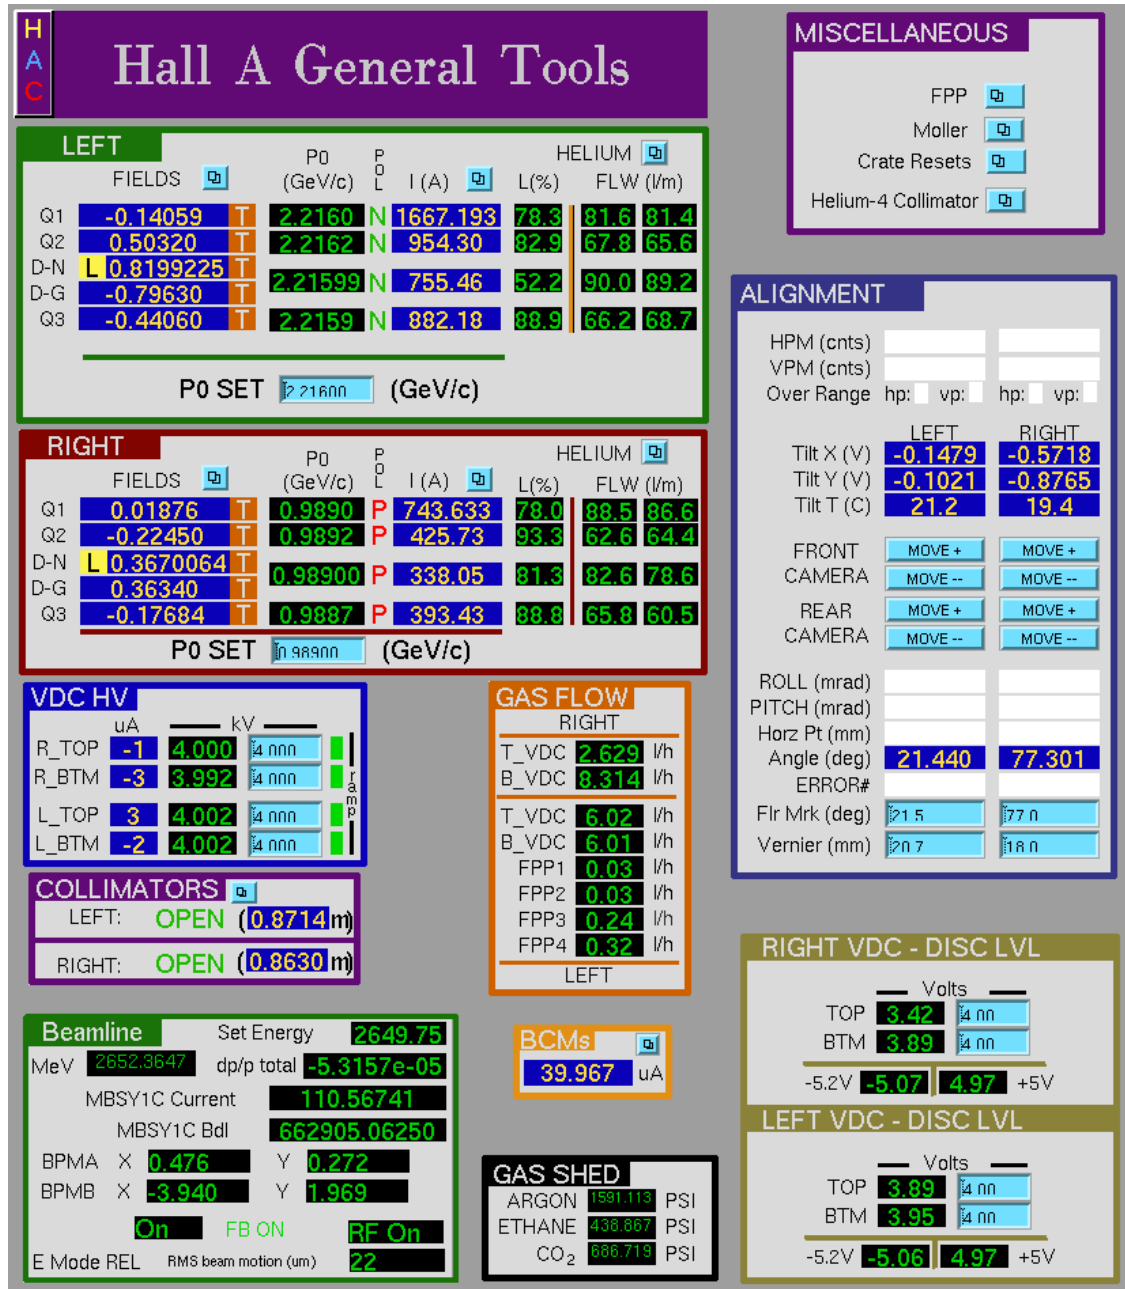 H
A
C
Hall A General Tools
MISCELLANEOUS
FPP
Moller
Crate Resets
Helium-4 Collimator
LEFT
P0 POL HELIUM
FIELDS (GeV/c) I (A) L(%) FLW (l/m)
Q1 -0.14059 T 2.2160 N 1667.193 78.3 81.6 81.4
Q2 0.50320 T 2.2162 N 954.30 82.9 67.8 65.6
D-N L 0.8199225 T 2.21599 N 755.46 52.2 90.0 89.2
D-G -0.79630 T
Q3 -0.44060 T 2.2159 N 882.18 88.9 66.2 68.7
P0 SET 2.21600 (GeV/c)
RIGHT
P0 POL HELIUM
FIELDS (GeV/c) I (A) L(%) FLW (l/m)
Q1 0.01876 T 0.9890 P 743.633 78.0 88.5 86.6
Q2 -0.22450 T 0.9892 P 425.73 93.3 62.6 64.4
D-N L 0.3670064 T 0.98900 P 338.05 81.3 82.6 78.6
D-G 0.36340 T
Q3 -0.17684 T 0.9887 P 393.43 88.8 65.8 60.5
P0 SET 0.98900 (GeV/c)
ALIGNMENT
HPM (cnts)
VPM (cnts)
Over Range hp: vp: hp: vp:
LEFT RIGHT
Tilt X (V) -0.1479 -0.5718
Tilt Y (V) -0.1021 -0.8765
Tilt T (C) 21.2 19.4
FRONT MOVE + MOVE +
CAMERA MOVE -- MOVE --
REAR MOVE + MOVE +
CAMERA MOVE -- MOVE --
ROLL (mrad)
PITCH (mrad)
Horz Pt (mm)
Angle (deg) 21.440 77.301
ERROR#
Flr Mrk (deg) 21.5 77.0
Vernier (mm) 20.7 18.0
VDC HV
uA kV
R_TOP -1 4.000 4.000
R_BTM -3 3.992 4.000
L_TOP 3 4.002 4.000
L_BTM -2 4.002 4.000
ramp
COLLIMATORS
LEFT: OPEN (0.8714 m)
RIGHT: OPEN (0.8630 m)
GAS FLOW
RIGHT
T_VDC 2.629 l/h
B_VDC 8.314 l/h
T_VDC 6.02 l/h
B_VDC 6.01 l/h
FPP1 0.03 l/h
FPP2 0.03 l/h
FPP3 0.24 l/h
FPP4 0.32 l/h
LEFT
Beamline Set Energy 2649.75
MeV 2652.3647 dp/p total -5.3157e-05
MBSY1C Current 110.56741
MBSY1C Bdl 662905.06250
BPMA X 0.476 Y 0.272
BPMB X -3.940 Y 1.969
On FB ON RF On
E Mode REL RMS beam motion (um) 22
BCMs
39.967 uA
GAS SHED
ARGON 1591.113 PSI
ETHANE 438.867 PSI
CO2 686.719 PSI
RIGHT VDC - DISC LVL
Volts
TOP 3.42 4.00
BTM 3.89 4.00
-5.2V -5.07 4.97 +5V
LEFT VDC - DISC LVL
Volts
TOP 3.89 4.00
BTM 3.95 4.00
-5.2V -5.06 4.97 +5V